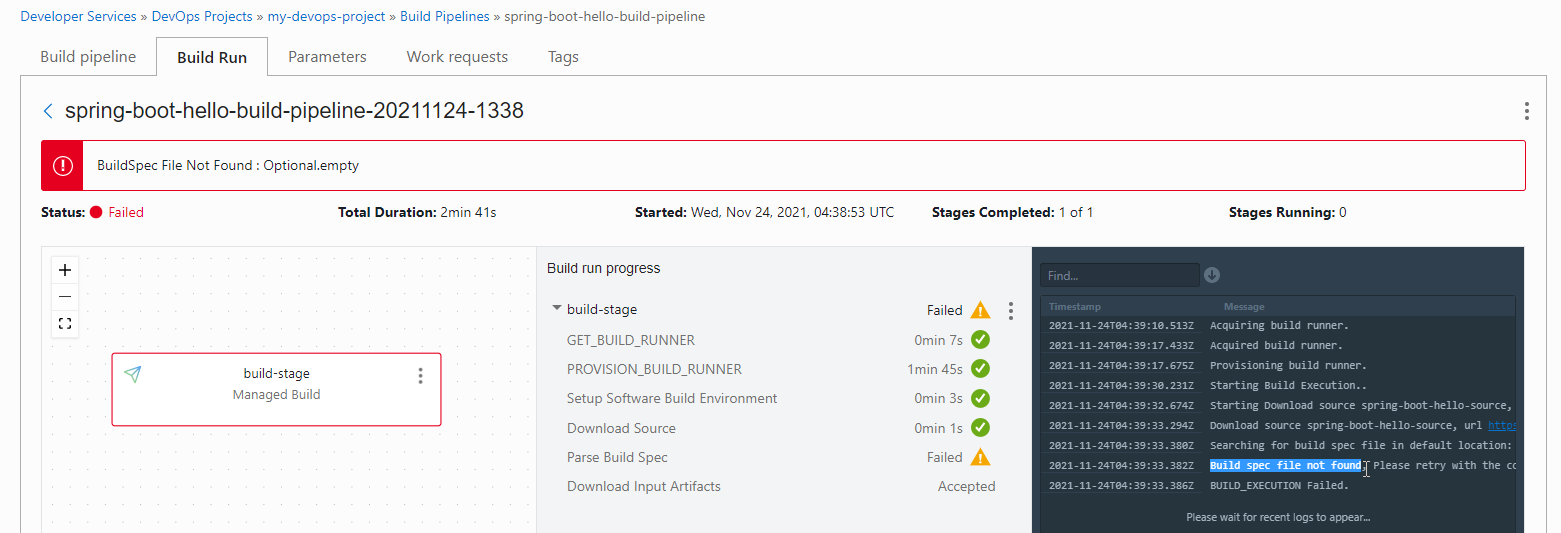 Developer Services » DevOps Projects » my-devops-project » Build Pipelines » spring-boot-hello-build-pipeline
Build pipeline Build Run Parameters Work requests Tags
spring-boot-hello-build-pipeline-20211124-1338
BuildSpec File Not Found : Optional.empty
Status: Failed Total Duration: 2min 41s Started: Wed, Nov 24, 2021, 04:38:53 UTC Stages Completed: 1 of 1 Stages Running: 0
build-stage
Managed Build
Build run progress
build-stage Failed
GET_BUILD_RUNNER 0min 7s
PROVISION_BUILD_RUNNER 1min 45s
Setup Software Build Environment 0min 3s
Download Source 0min 1s
Parse Build Spec Failed
Download Input Artifacts Accepted
Find...
Timestamp Message
2021-11-24T04:39:10.513Z Acquiring build runner.
2021-11-24T04:39:17.433Z Acquired build runner.
2021-11-24T04:39:17.675Z Provisioning build runner.
2021-11-24T04:39:30.231Z Starting Build Execution..
2021-11-24T04:39:32.674Z Starting Download source spring-boot-hello-source,
2021-11-24T04:39:33.294Z Download source spring-boot-hello-source, url https
2021-11-24T04:39:33.380Z Searching for build spec file in default location:
2021-11-24T04:39:33.382Z Build spec file not found, Please retry with the co
2021-11-24T04:39:33.386Z BUILD_EXECUTION Failed.
Please wait for recent logs to appear...